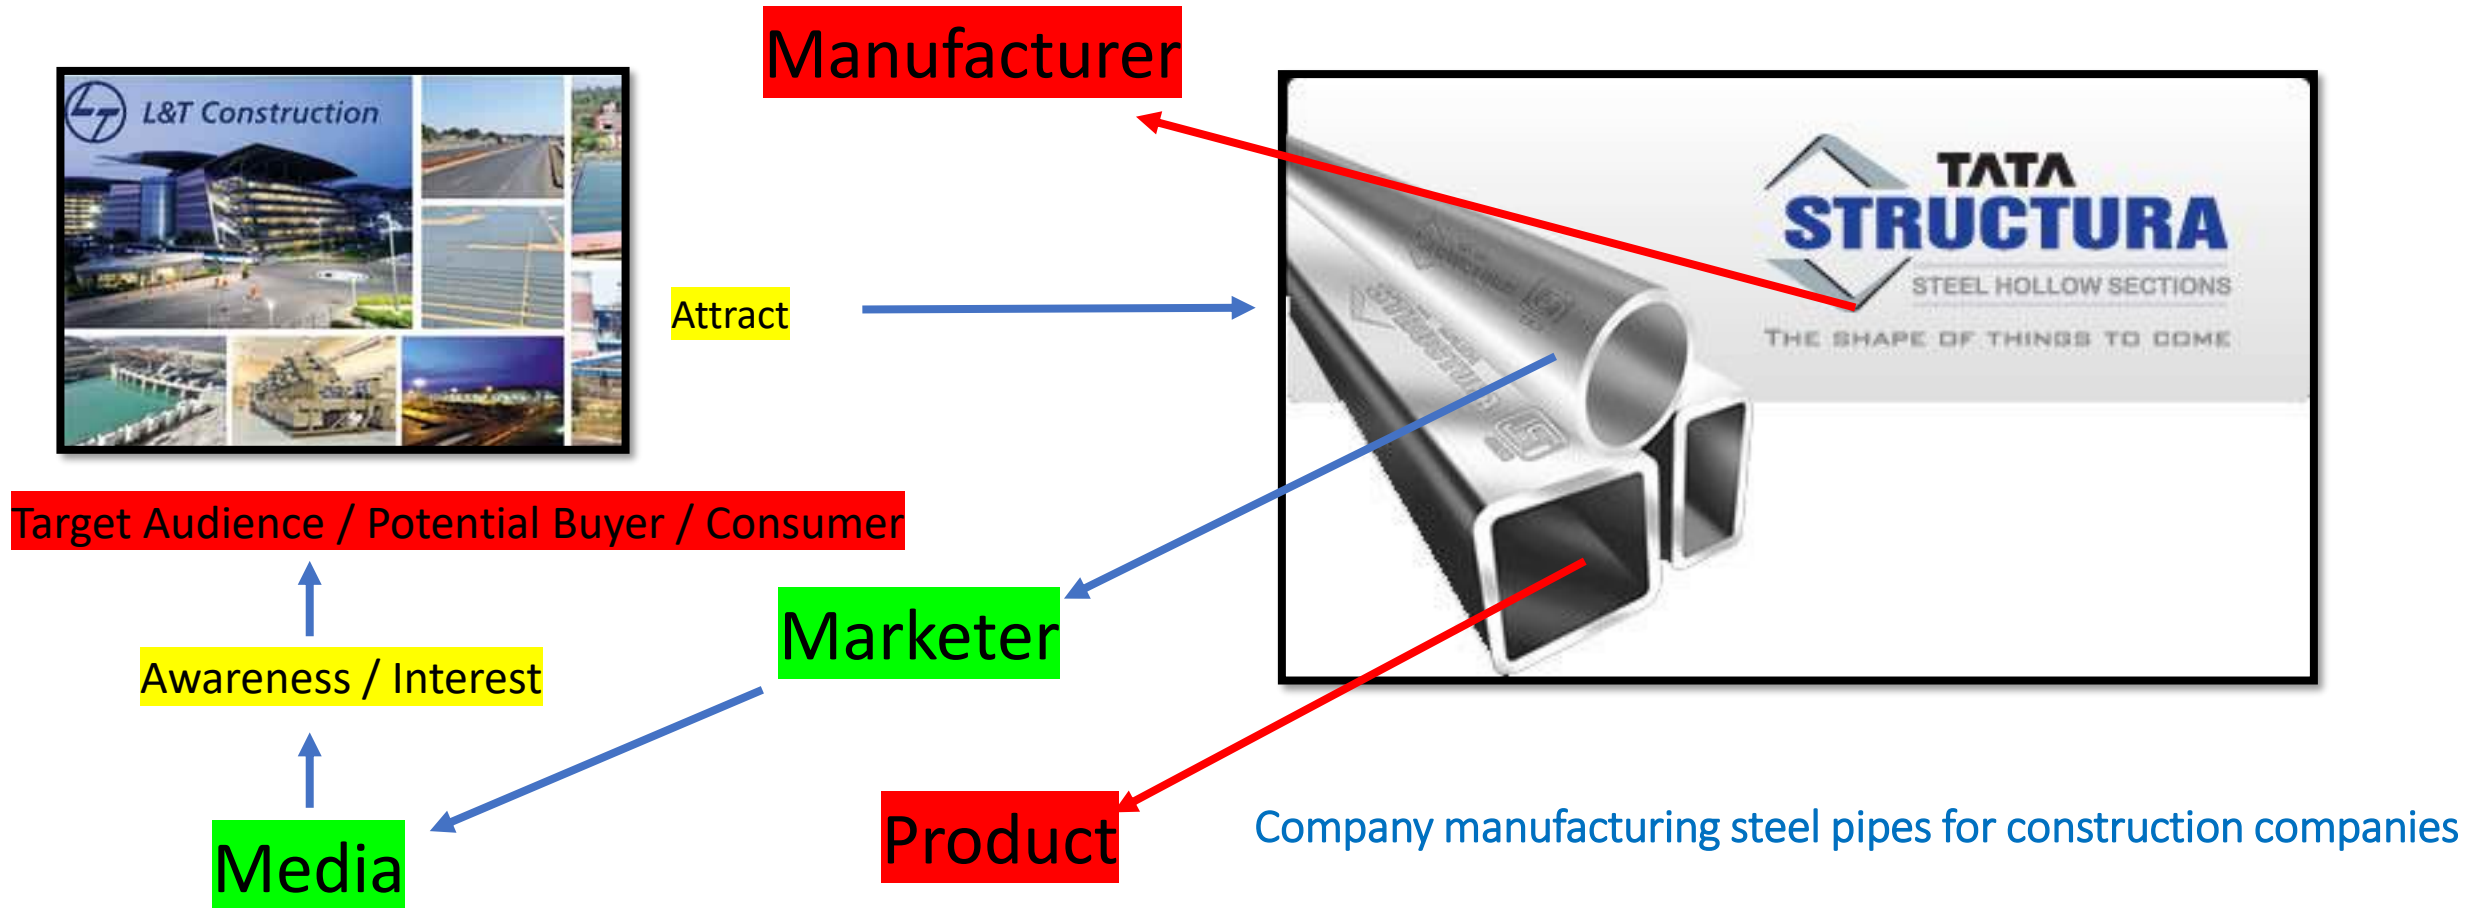 Manufacturer
L&T Construction
TATA
STRUCTURA
STEEL HOLLOW SECTIONS
THE SHAPE OF THINGS TO COME
Attract
Target Audience / Potential Buyer / Consumer
Marketer
Awareness / Interest
Product
Company manufacturing steel pipes for construction companies
Media